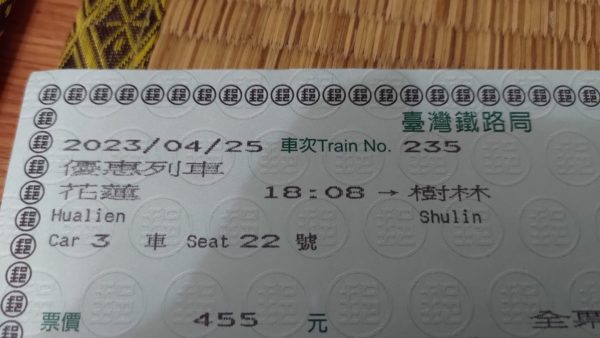 臺灣鐵路局
2023/04/25 車次Train No. 235
優惠列車
花蓮 18:08 → 樹林
Hualien Shulin
Car 3 車 Seat 22 號
票價 455 元 全票